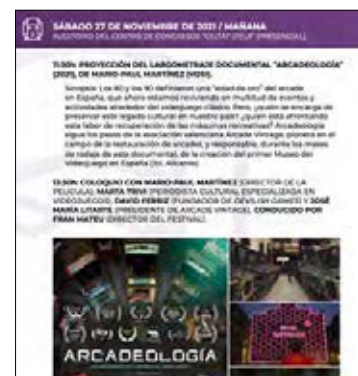 SÁBADO 27 DE NOVIEMBRE DE 2021 / MAÑANA
AUDITORIO DEL CENTRO DE CONGRESOS "CIUTAT D'ELX" (PRESENCIAL)
11:50h: PROYECCIÓN DEL LARGOMETRAJE DOCUMENTAL "ARCADEOLOGÍA"
(2021), DE MARIO-PAUL MARTÍNEZ
Sinopsis: Los 80 y los 90 definieron una "edad de oro" del arcade
en España, que ahora estamos reviviendo en multitud de eventos y
actividades alrededor del videojuego clásico. Pero, ¿quién se encarga de
preservar este legado cultural en nuestro país? ¿quién está afrontando
esta labor de recuperación de las máquinas recreativas? Arcadeología
sigue los pasos de la asociación valenciana Arcade Vintage, pionera en el
campo de la restauración de arcades, y responsable, durante los meses
de rodaje de este documental, de la creación del primer Museo del
Videojuego en España (Ibi, Alicante).
13:50h: COLOQUIO CON MARIO-PAUL MARTÍNEZ (DIRECTOR DE LA
PELÍCULA), MARTA TRIVI (PERIODISTA CULTURAL ESPECIALIZADA EN
VIDEOJUEGOS), DAVID FERRIZ (FUNDADOR DE DEVILISH GAMES) Y JOSÉ
MARÍA LITARTE (PRESIDENTE DE ARCADE VINTAGE), CONDUCIDO POR
FRAN MATEU (DIRECTOR DEL FESTIVAL).
ARCADEOLOGÍA